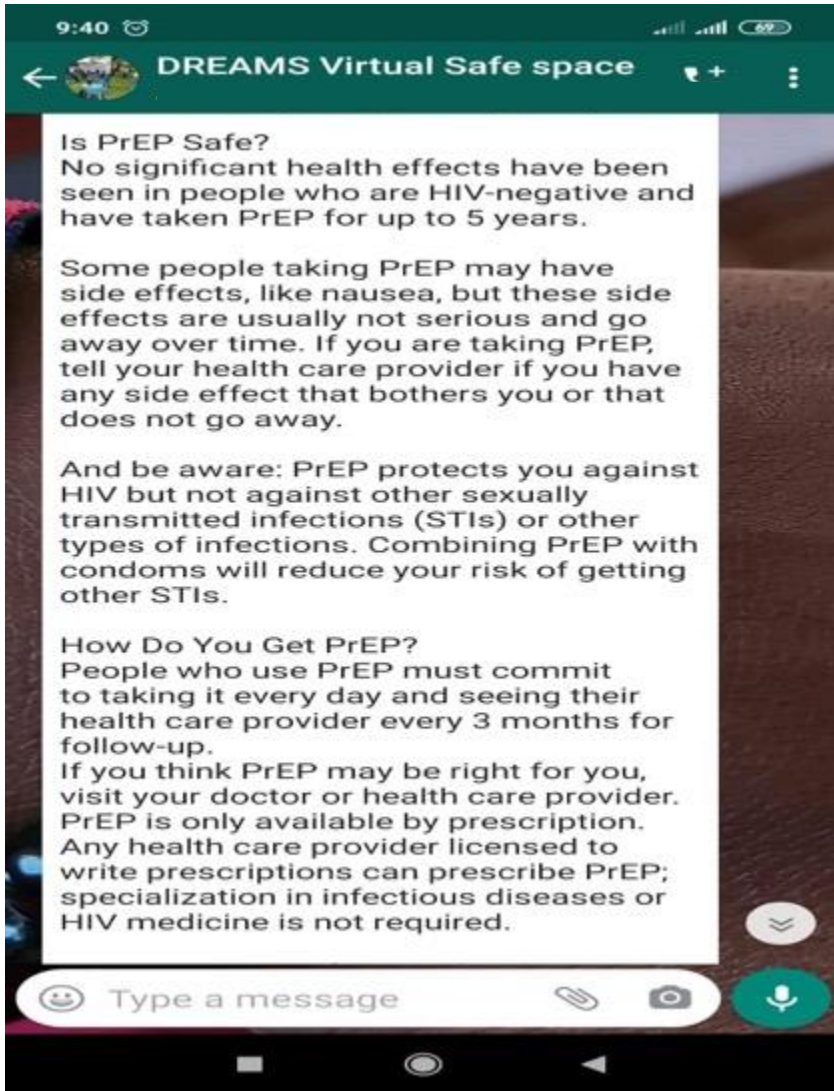 9:40
69
DREAMS Virtual Safe space
Is PrEP Safe?
No significant health effects have been
seen in people who are HIV-negative and
have taken PrEP for up to 5 years.
Some people taking PrEP may have
side effects, like nausea, but these side
effects are usually not serious and go
away over time. If you are taking PrEP,
tell your health care provider if you have
any side effect that bothers you or that
does not go away.
And be aware: PrEP protects you against
HIV but not against other sexually
transmitted infections (STIs) or other
types of infections. Combining PrEP with
condoms will reduce your risk of getting
other STIs.
How Do You Get PrEP?
People who use PrEP must commit
to taking it every day and seeing their
health care provider every 3 months for
follow-up.
If you think PrEP may be right for you,
visit your doctor or health care provider.
PrEP is only available by prescription.
Any health care provider licensed to
write prescriptions can prescribe PrEP;
specialization in infectious diseases or
HIV medicine is not required.
Type a message